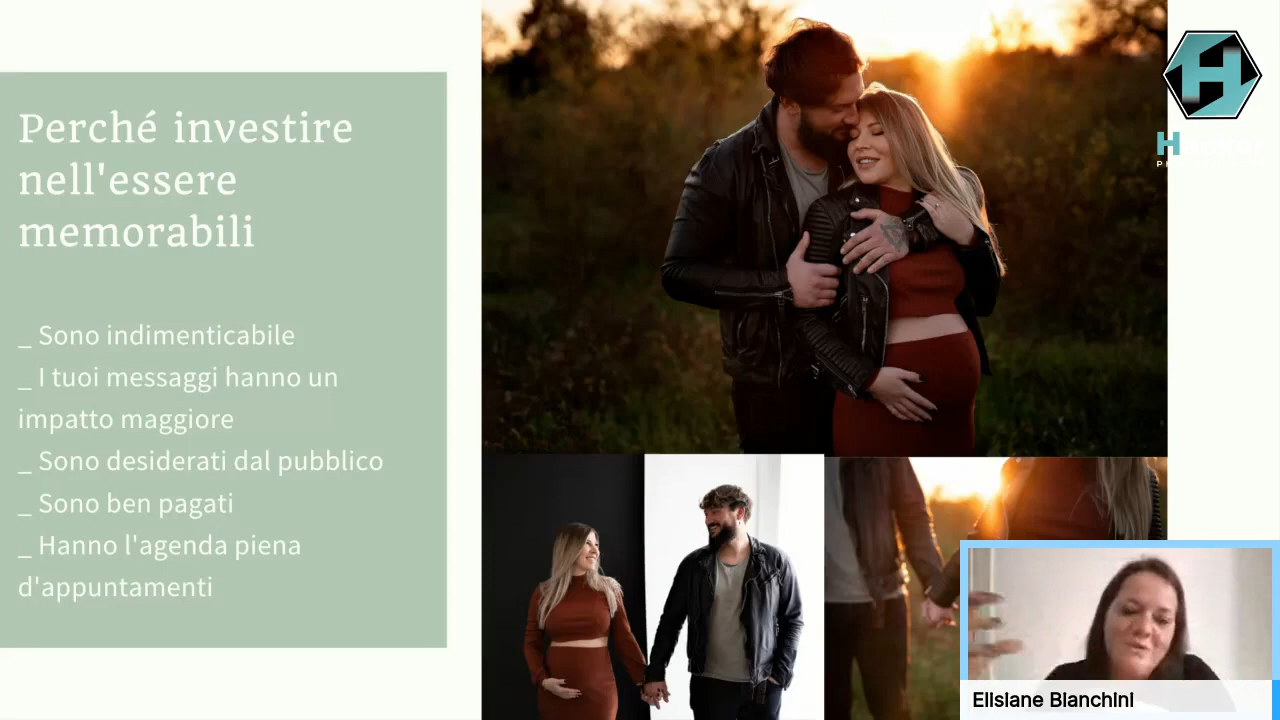 Perché investire
nell'essere
memorabili
_ Sono indimenticabile
_ I tuoi messaggi hanno un
impatto maggiore
_ Sono desiderati dal pubblico
_ Sono ben pagati
_ Hanno l'agenda piena
d'appuntamenti
H
Elisiane Bianchini